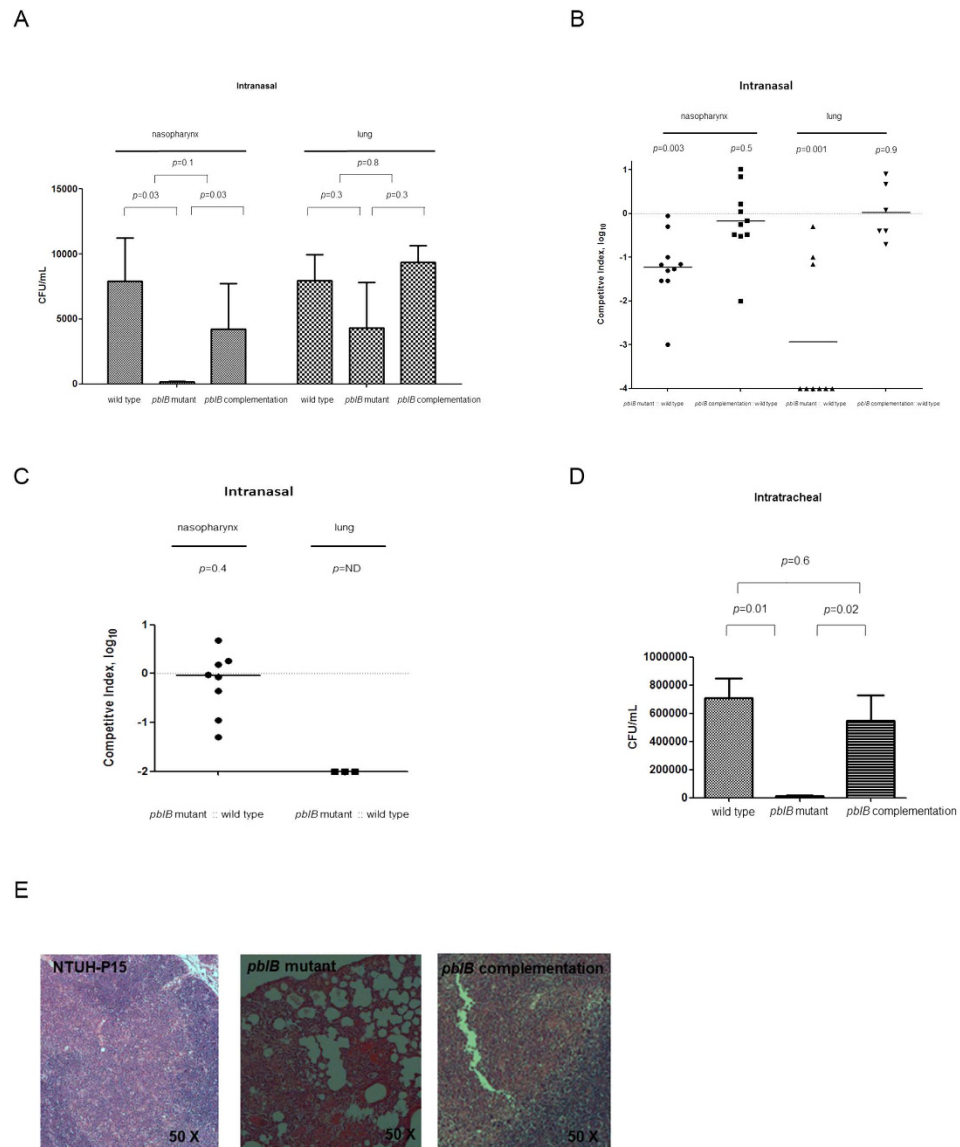 A
Intranasal
nasopharynx lung
p=0.1 p=0.8
p=0.03 p=0.03 p=0.3 p=0.3
15000
10000
5000
0
CFU/mL
wild type pblB mutant pblB complementation wild type pblB mutant pblB complementation
B
Intranasal
nasopharynx lung
p=0.003 p=0.5 p=0.001 p=0.9
1
0
-1
-2
-3
-4
Competitve Index, log10
pblB mutant :: wild type pblB complementation :: wild type pblB mutant :: wild type pblB complementation :: wild type
C
Intranasal
nasopharynx lung
p=0.4 p=ND
1
0
-1
-2
Competitve Index, log10
pblB mutant :: wild type pblB mutant :: wild type
D
Intratracheal
p=0.6
p=0.01 p=0.02
1000000
800000
600000
400000
200000
0
CFU/mL
wild type pblB mutant pblB complementation
E
NTUH-P15 pblB mutant pblB complementation
50 X 50 X 50 X